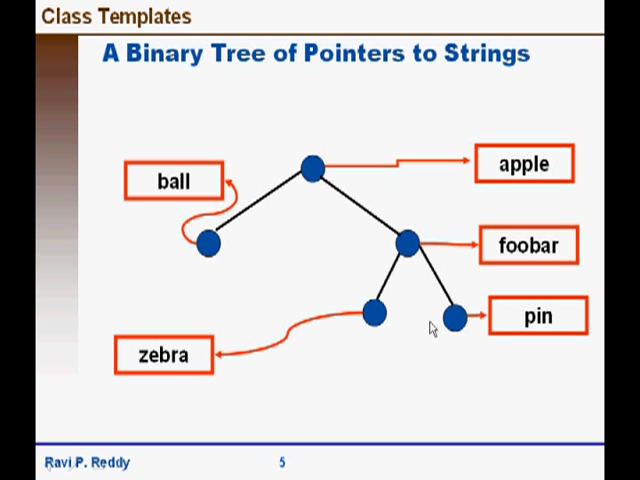 Class Templates
A Binary Tree of Pointers to Strings
apple
ball
foobar
pin
zebra
Ravi P. Reddy
5